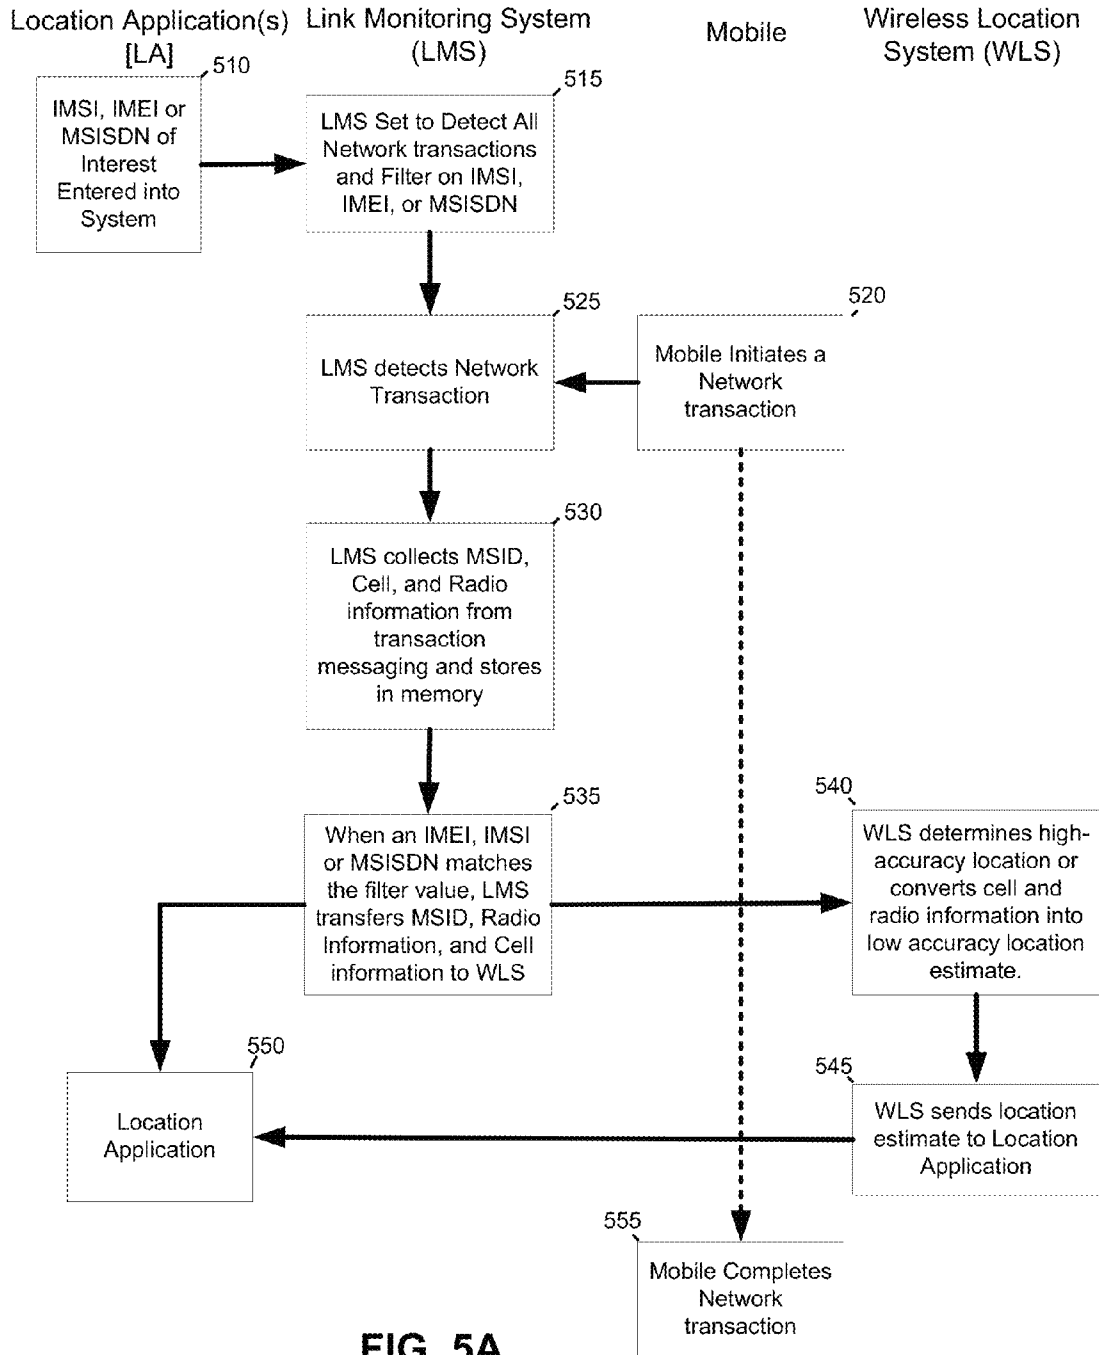 Location Application(s)
[LA]
Link Monitoring System
(LMS)
Mobile
Wireless Location
System (WLS)
510
IMSI, IMEI or
MSISDN of
Interest
Entered into
System
515
LMS Set to Detect All
Network transactions
and Filter on IMSI,
IMEI, or MSISDN
525
LMS detects Network
Transaction
520
Mobile Initiates a
Network
transaction
530
LMS collects MSID,
Cell, and Radio
information from
transaction
messaging and stores
in memory
535
When an IMEI, IMSI
or MSISDN matches
the filter value, LMS
transfers MSID, Radio
Information, and Cell
information to WLS
540
WLS determines high-
accuracy location or
converts cell and
radio information into
low accuracy location
estimate.
550
Location
Application
545
WLS sends location
estimate to Location
Application
555
Mobile Completes
Network
transaction
FIG. 5A